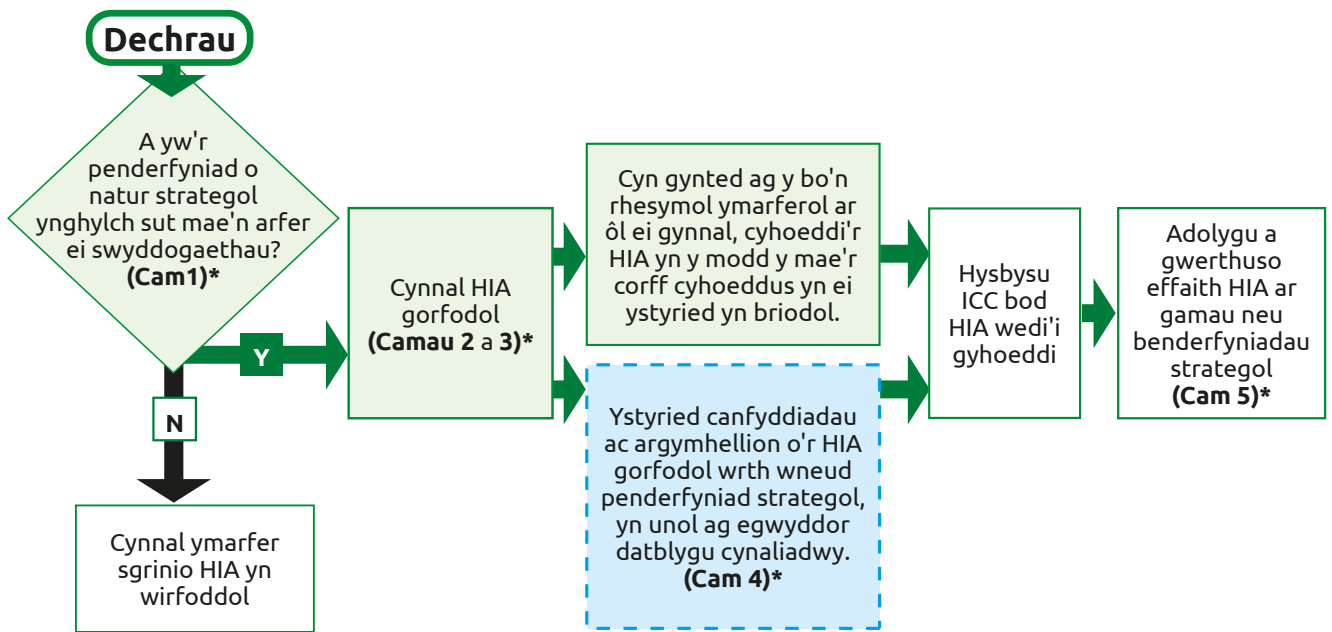 Dechrau
A yw'r
penderfyniad o
natur strategol
ynghylch sut mae'n arfer
ei swyddogaethau?
(Cam1)*
Y
N
Cynnal ymarfer
sgrinio HIA yn
wirfoddol
Cynnal HIA
gorfodol
(Camau 2 a 3)*
Cyn gynted ag y bo'n
rhesymol ymarferol ar
ôl ei gynnal, cyhoeddi'r
HIA yn y modd y mae'r
corff cyhoeddus yn ei
ystyried yn briodol.
Ystyried canfyddiadau
ac argymhellion o'r HIA
gorfodol wrth wneud
penderfyniad strategol,
yn unol ag egwyddor
datblygu cynaliadwy.
(Cam 4)*
Hysbysu
ICC bod
HIA wedi'i
gyhoeddi
Adolygu a
gwerthuso
effaith HIA ar
gamau neu
benderfyniadau
strategol
(Cam 5)*